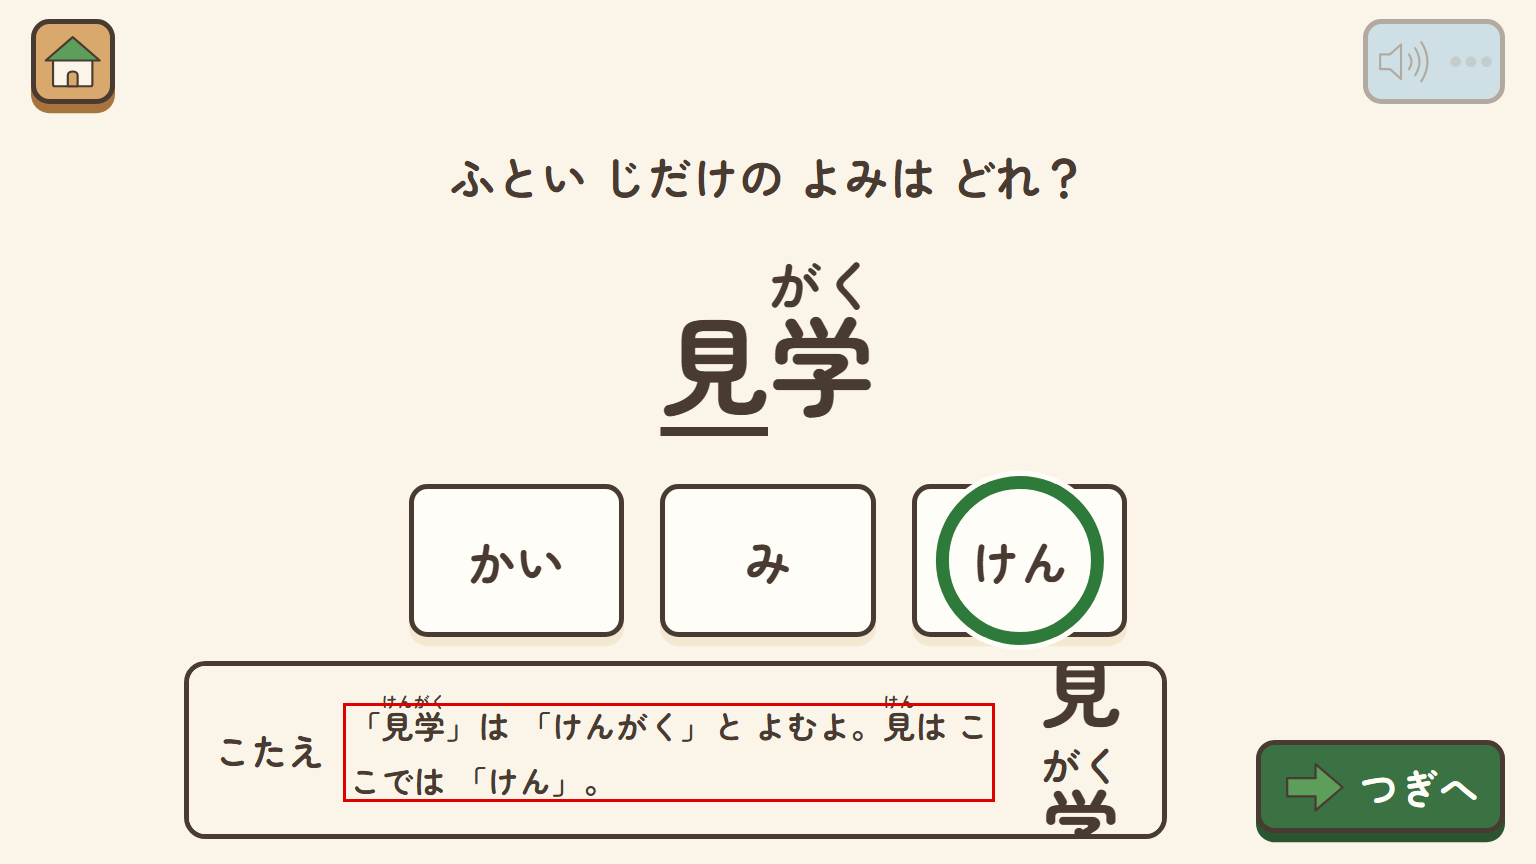 ふとい じだけの よみは どれ？
がく
見学
かい
み
けん
こたえ
けんがく けん
「見学」は 「けんがく」と よむよ。見は こ
こでは 「けん」。
見
がく
学
つぎへ